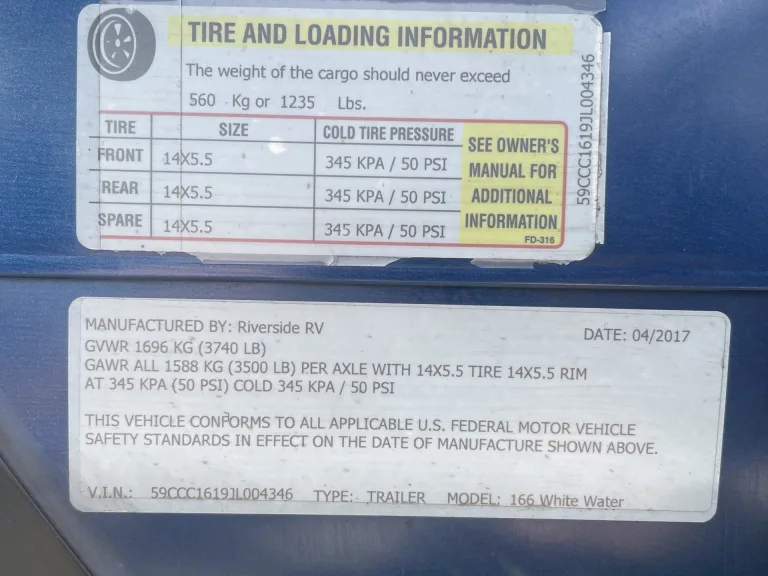 TIRE AND LOADING INFORMATION
The weight of the cargo should never exceed
560 Kg or 1235 Lbs.
TIRE SIZE COLD TIRE PRESSURE
FRONT 14X5.5 345 KPA / 50 PSI
REAR 14X5.5 345 KPA / 50 PSI
SPARE 14X5.5 345 KPA / 50 PSI
SEE OWNER'S
MANUAL FOR
ADDITIONAL
INFORMATION
FD-316
59CCC1619JL004346
MANUFACTURED BY: Riverside RV DATE: 04/2017
GVWR 1696 KG (3740 LB)
GAWR ALL 1588 KG (3500 LB) PER AXLE WITH 14X5.5 TIRE 14X5.5 RIM
AT 345 KPA (50 PSI) COLD 345 KPA / 50 PSI
THIS VEHICLE CONFORMS TO ALL APPLICABLE U.S. FEDERAL MOTOR VEHICLE
SAFETY STANDARDS IN EFFECT ON THE DATE OF MANUFACTURE SHOWN ABOVE.
V.I.N.: 59CCC1619JL004346 TYPE: TRAILER MODEL: 166 White Water